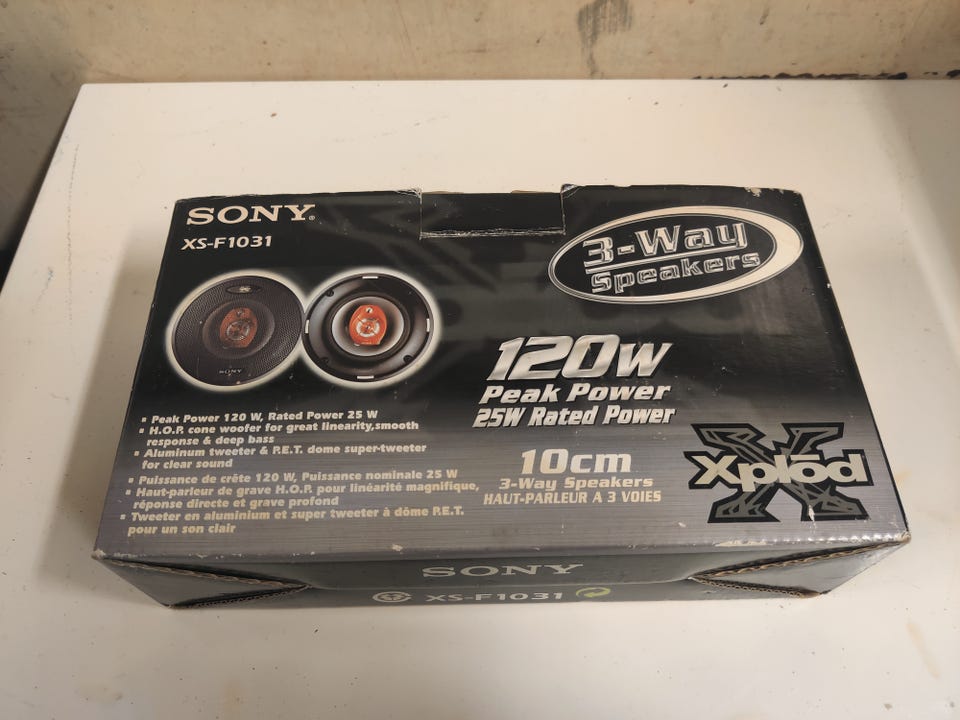 SONY®
XS-F1031
3-Way
Speakers
SONY
120W
Peak Power
25W Rated Power
▪ Peak Power 120 W, Rated Power 25 W
▪ H.O.P. cone woofer for great linearity,smooth
response & deep bass
▪ Aluminum tweeter & P.E.T. dome super-tweeter
for clear sound
▪ Puissance de crête 120 W, Puissance nominale 25 W
▪ Haut-parleur de grave H.O.P. pour linéarité magnifique,
réponse directe et grave profond
▪ Tweeter en aluminium et super tweeter à dôme P.E.T.
pour un son clair
10cm
3-Way Speakers
HAUT-PARLEUR A 3 VOIES
Xplōd
SONY
XS-F1031